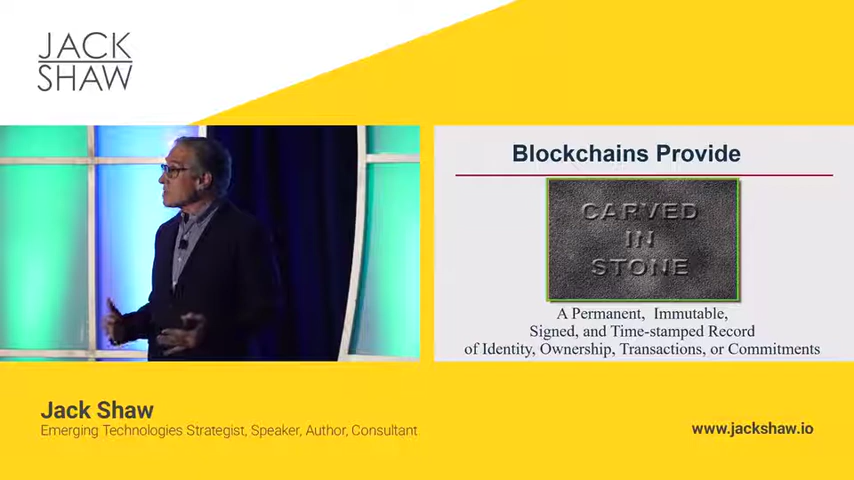 JACK
SHAW
Blockchains Provide
CARVED
IN
STONE
A Permanent, Immutable,
Signed, and Time-stamped Record
of Identity, Ownership, Transactions, or Commitments
Jack Shaw
Emerging Technologies Strategist, Speaker, Author, Consultant
www.jackshaw.io